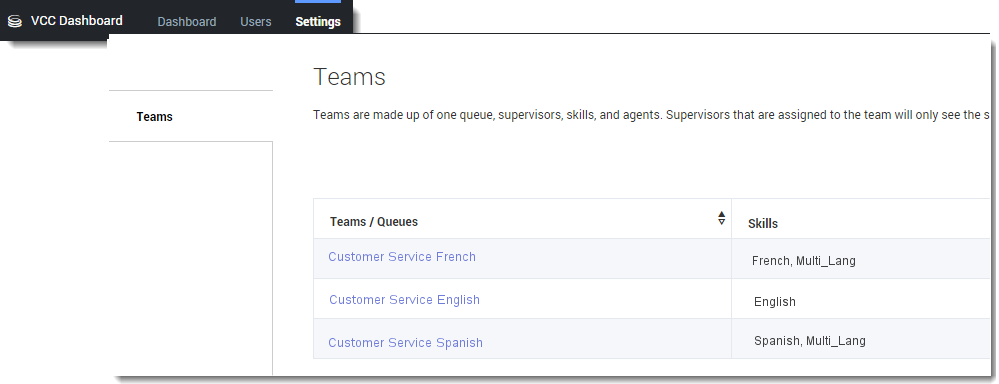 VCC Dashboard Dashboard Users Settings
Teams
Teams
Teams are made up of one queue, supervisors, skills, and agents. Supervisors that are assigned to the team will only see the s
Teams / Queues Skills
Customer Service French French, Multi_Lang
Customer Service English English
Customer Service Spanish Spanish, Multi_Lang